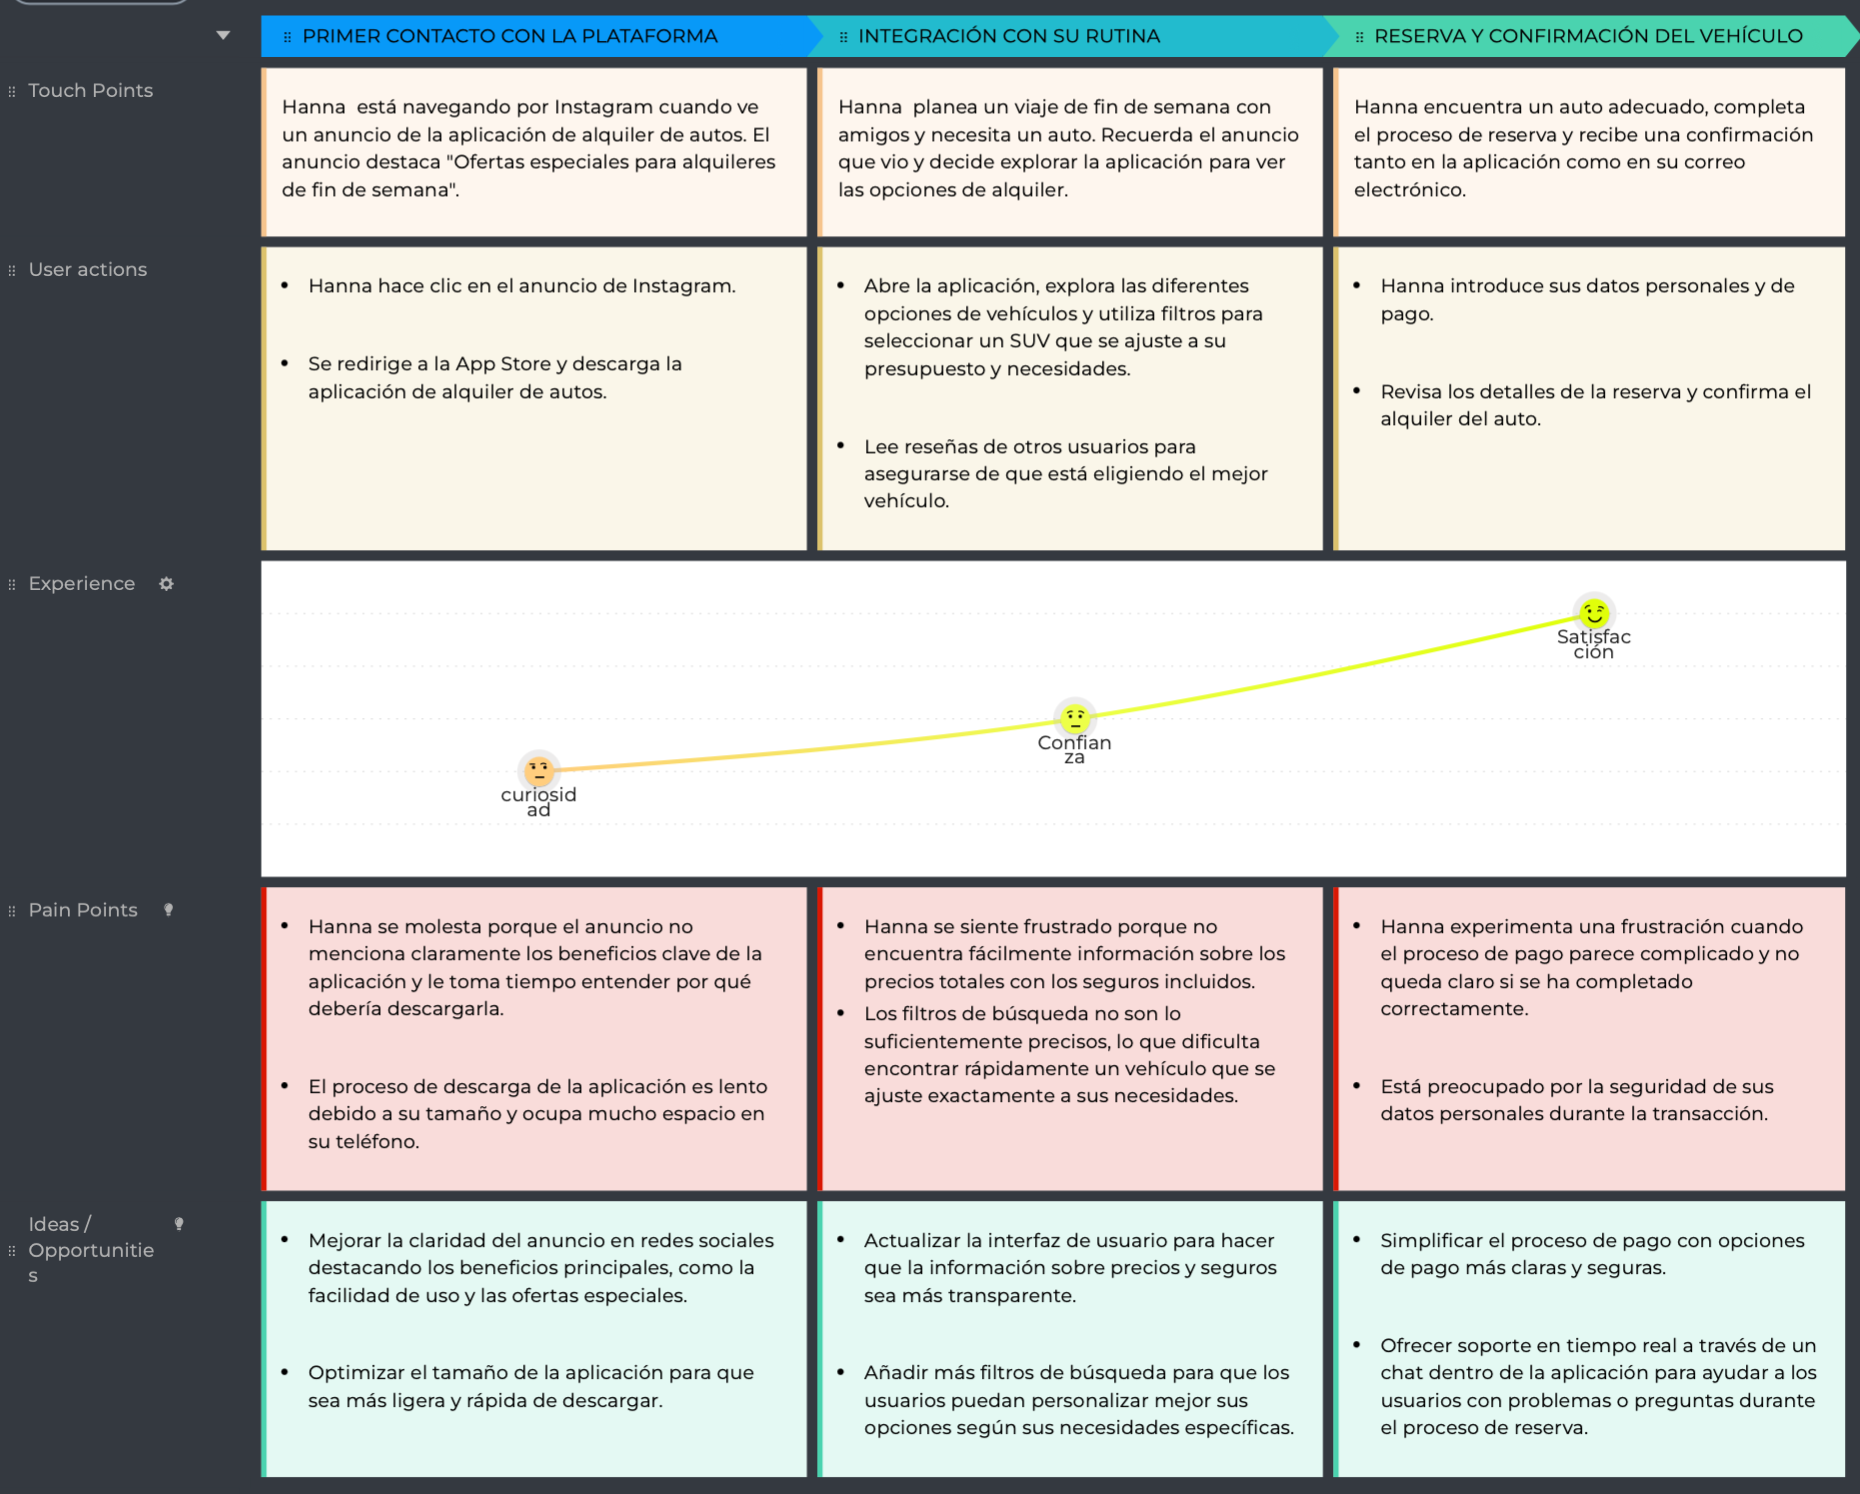 PRIMER CONTACTO CON LA PLATAFORMA
INTEGRACIÓN CON SU RUTINA
RESERVA Y CONFIRMACIÓN DEL VEHÍCULO
Touch Points
Hanna  está navegando por Instagram cuando ve
un anuncio de la aplicación de alquiler de autos. El
anuncio destaca "Ofertas especiales para alquileres
de fin de semana".
Hanna  planea un viaje de fin de semana con
amigos y necesita un auto. Recuerda el anuncio
que vio y decide explorar la aplicación para ver
las opciones de alquiler.
Hanna encuentra un auto adecuado, completa
el proceso de reserva y recibe una confirmación
tanto en la aplicación como en su correo
electrónico.
User actions
• Hanna hace clic en el anuncio de Instagram.
• Se redirige a la App Store y descarga la
aplicación de alquiler de autos.
• Abre la aplicación, explora las diferentes
opciones de vehículos y utiliza filtros para
seleccionar un SUV que se ajuste a su
presupuesto y necesidades.
• Lee reseñas de otros usuarios para
asegurarse de que está eligiendo el mejor
vehículo.
• Hanna introduce sus datos personales y de
pago.
• Revisa los detalles de la reserva y confirma el
alquiler del auto.
Experience
curiosid
ad
Confian
za
Satisfac
ción
Pain Points
• Hanna se molesta porque el anuncio no
menciona claramente los beneficios clave de la
aplicación y le toma tiempo entender por qué
debería descargarla.
• El proceso de descarga de la aplicación es lento
debido a su tamaño y ocupa mucho espacio en
su teléfono.
• Hanna se siente frustrado porque no
encuentra fácilmente información sobre los
precios totales con los seguros incluidos.
• Los filtros de búsqueda no son lo
suficientemente precisos, lo que dificulta
encontrar rápidamente un vehículo que se
ajuste exactamente a sus necesidades.
• Hanna experimenta una frustración cuando
el proceso de pago parece complicado y no
queda claro si se ha completado
correctamente.
• Está preocupado por la seguridad de sus
datos personales durante la transacción.
Ideas /
Opportunitie
s
• Mejorar la claridad del anuncio en redes sociales
destacando los beneficios principales, como la
facilidad de uso y las ofertas especiales.
• Optimizar el tamaño de la aplicación para que
sea más ligera y rápida de descargar.
• Actualizar la interfaz de usuario para hacer
que la información sobre precios y seguros
sea más transparente.
• Añadir más filtros de búsqueda para que los
usuarios puedan personalizar mejor sus
opciones según sus necesidades específicas.
• Simplificar el proceso de pago con opciones
de pago más claras y seguras.
• Ofrecer soporte en tiempo real a través de un
chat dentro de la aplicación para ayudar a los
usuarios con problemas o preguntas durante
el proceso de reserva.